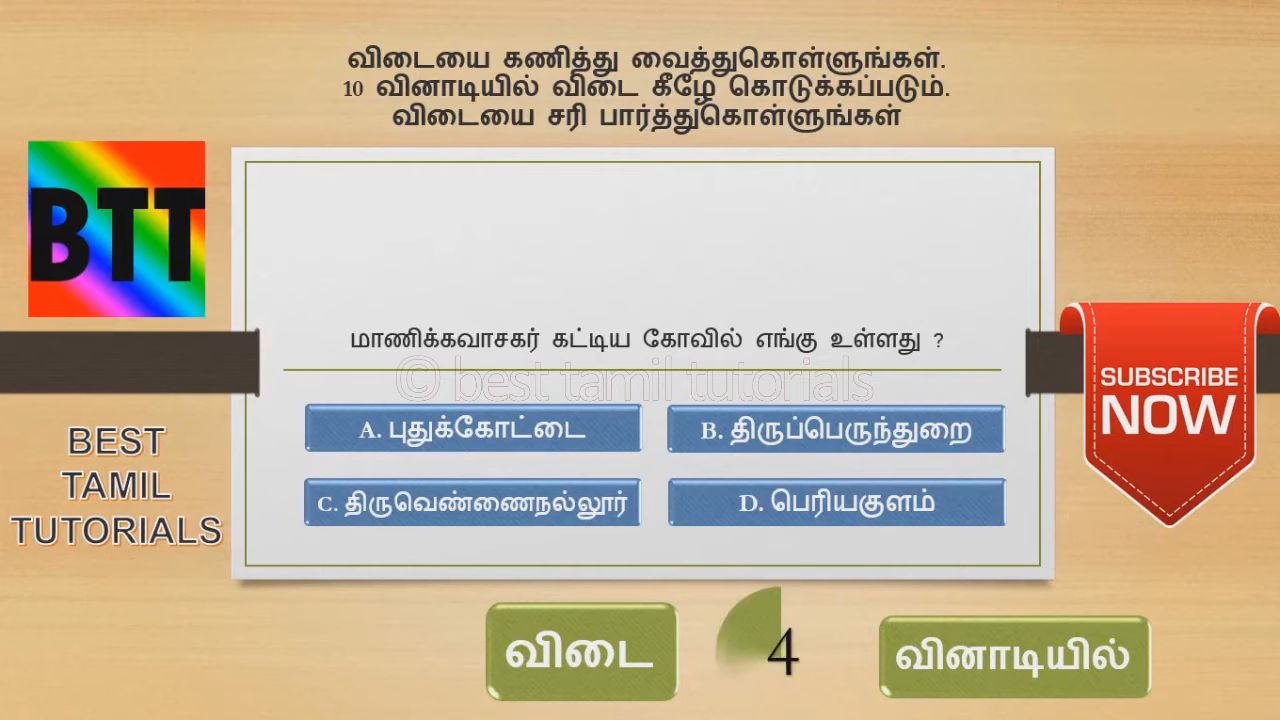 விடையை கணித்து வைத்துகொள்ளுங்கள்.
10 வினாடியில் விடை கீழே கொடுக்கப்படும்.
விடையை சரி பார்த்துகொள்ளுங்கள்
BTT
மாணிக்கவாசகர் கட்டிய கோவில் எங்கு உள்ளது ?
© best tamil tutorials
A. புதுக்கோட்டை
B. திருப்பெருந்துறை
C. திருவெண்ணைநல்லூர்
D. பெரியகுளம்
SUBSCRIBE
NOW
BEST
TAMIL
TUTORIALS
விடை
4
வினாடியில்